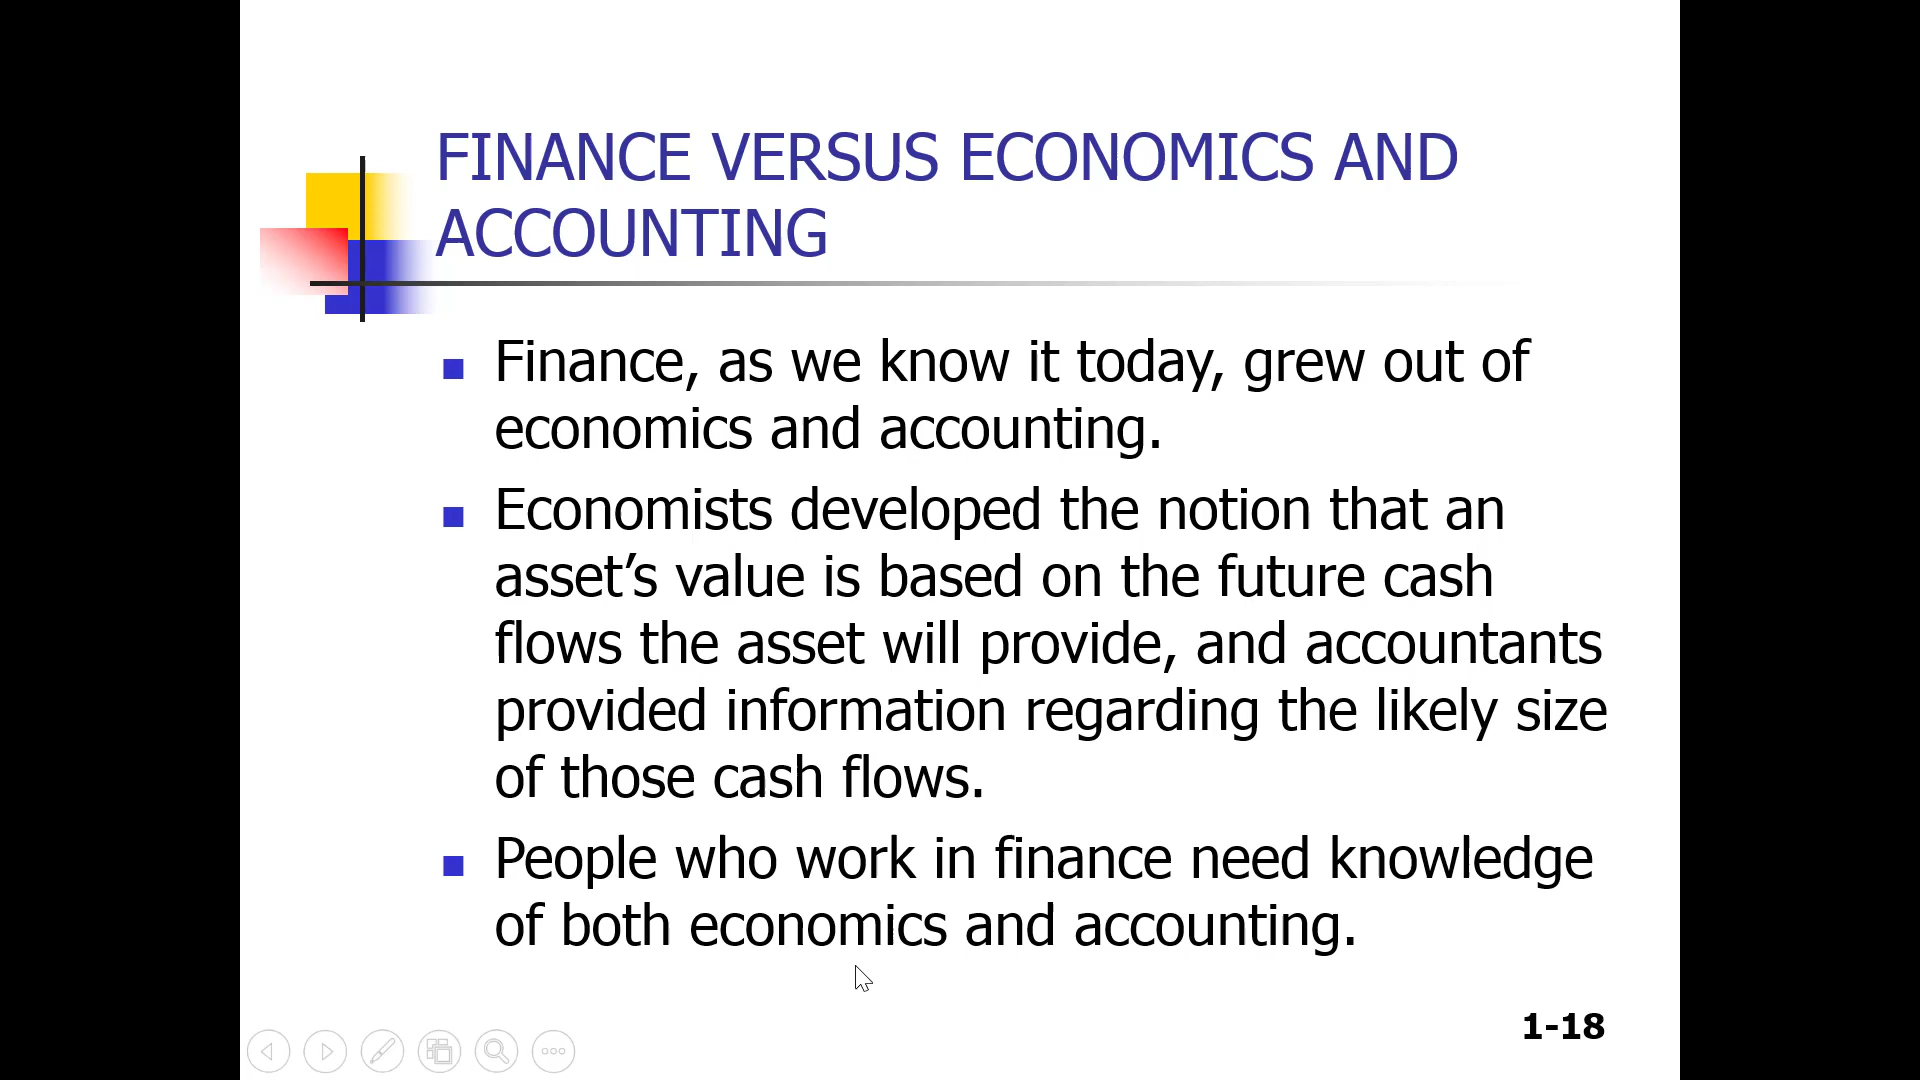 FINANCE VERSUS ECONOMICS AND
ACCOUNTING
Finance, as we know it today, grew out of
economics and accounting.
Economists developed the notion that an
asset’s value is based on the future cash
flows the asset will provide, and accountants
provided information regarding the likely size
of those cash flows.
People who work in finance need knowledge
of both economics and accounting.
1-18